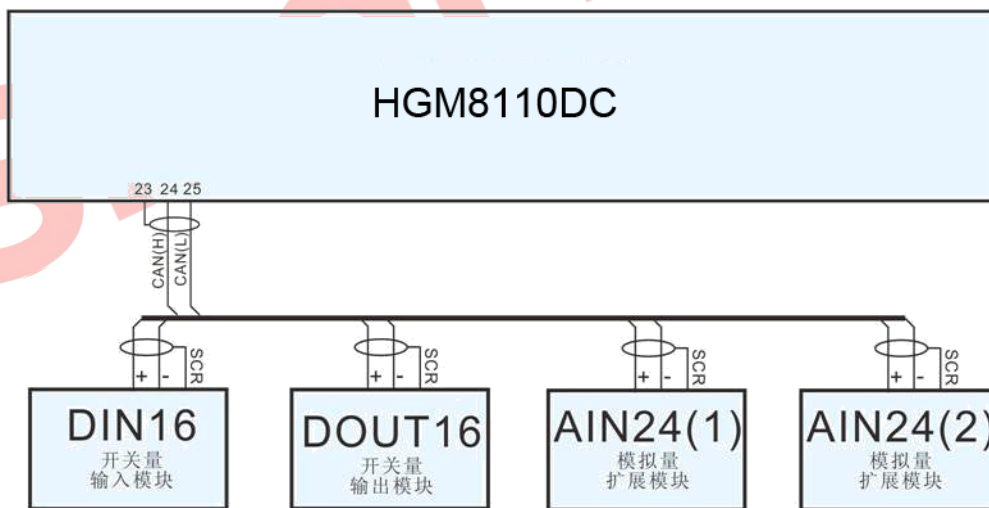 HGM8110DC
23 24 25
CAN(H)
CAN(L)
+ - SCR
+ - SCR
+ - SCR
+ - SCR
DIN16
开关量
输入模块
DOUT16
开关量
输出模块
AIN24(1)
模拟量
扩展模块
AIN24(2)
模拟量
扩展模块